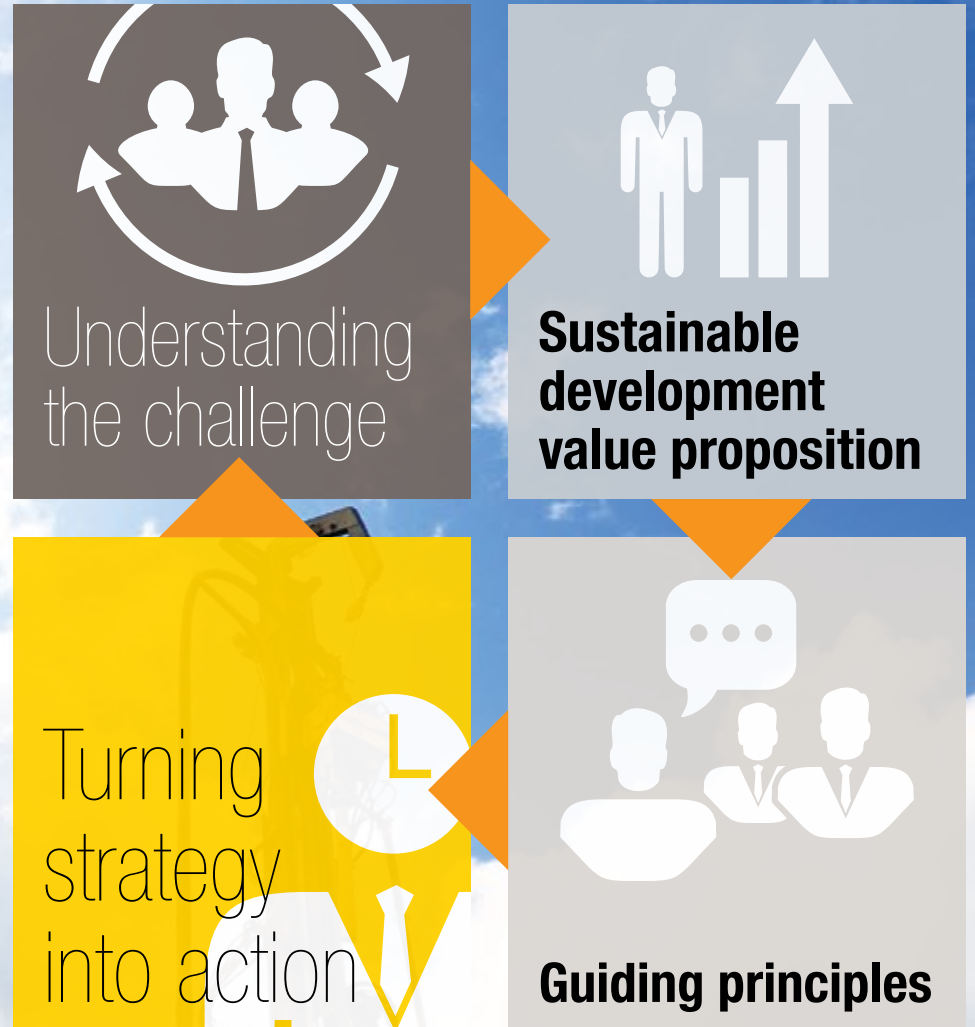 Understanding
the challenge
Sustainable
development
value proposition
Turning
strategy
into action
Guiding principles